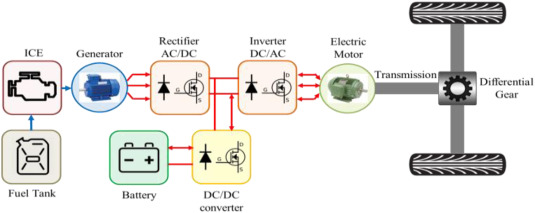 ICE
Generator
Rectifier
AC/DC
Inverter
DC/AC
Electric
Motor
D
G
S
D
G
S
Transmission
Differential
Gear
D
G
S
Fuel Tank
Battery
DC/DC
converter